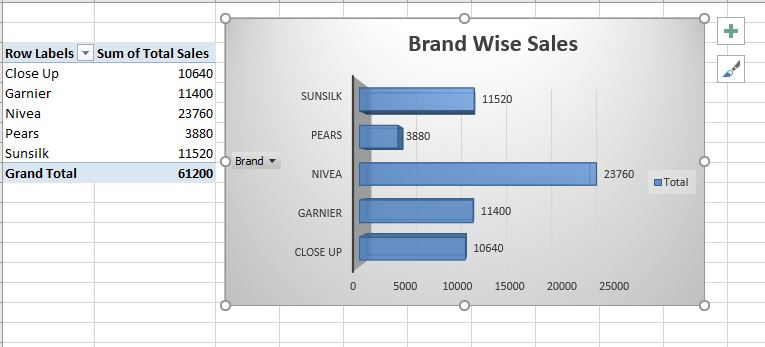 Row Labels Sum of Total Sales
Close Up 10640
Garnier 11400
Nivea 23760
Pears 3880
Sunsilk 11520
Grand Total 61200
Brand Wise Sales
SUNSILK 11520
PEARS 3880
Brand
NIVEA 23760
Total
GARNIER 11400
CLOSE UP 10640
0 5000 10000 15000 20000 25000